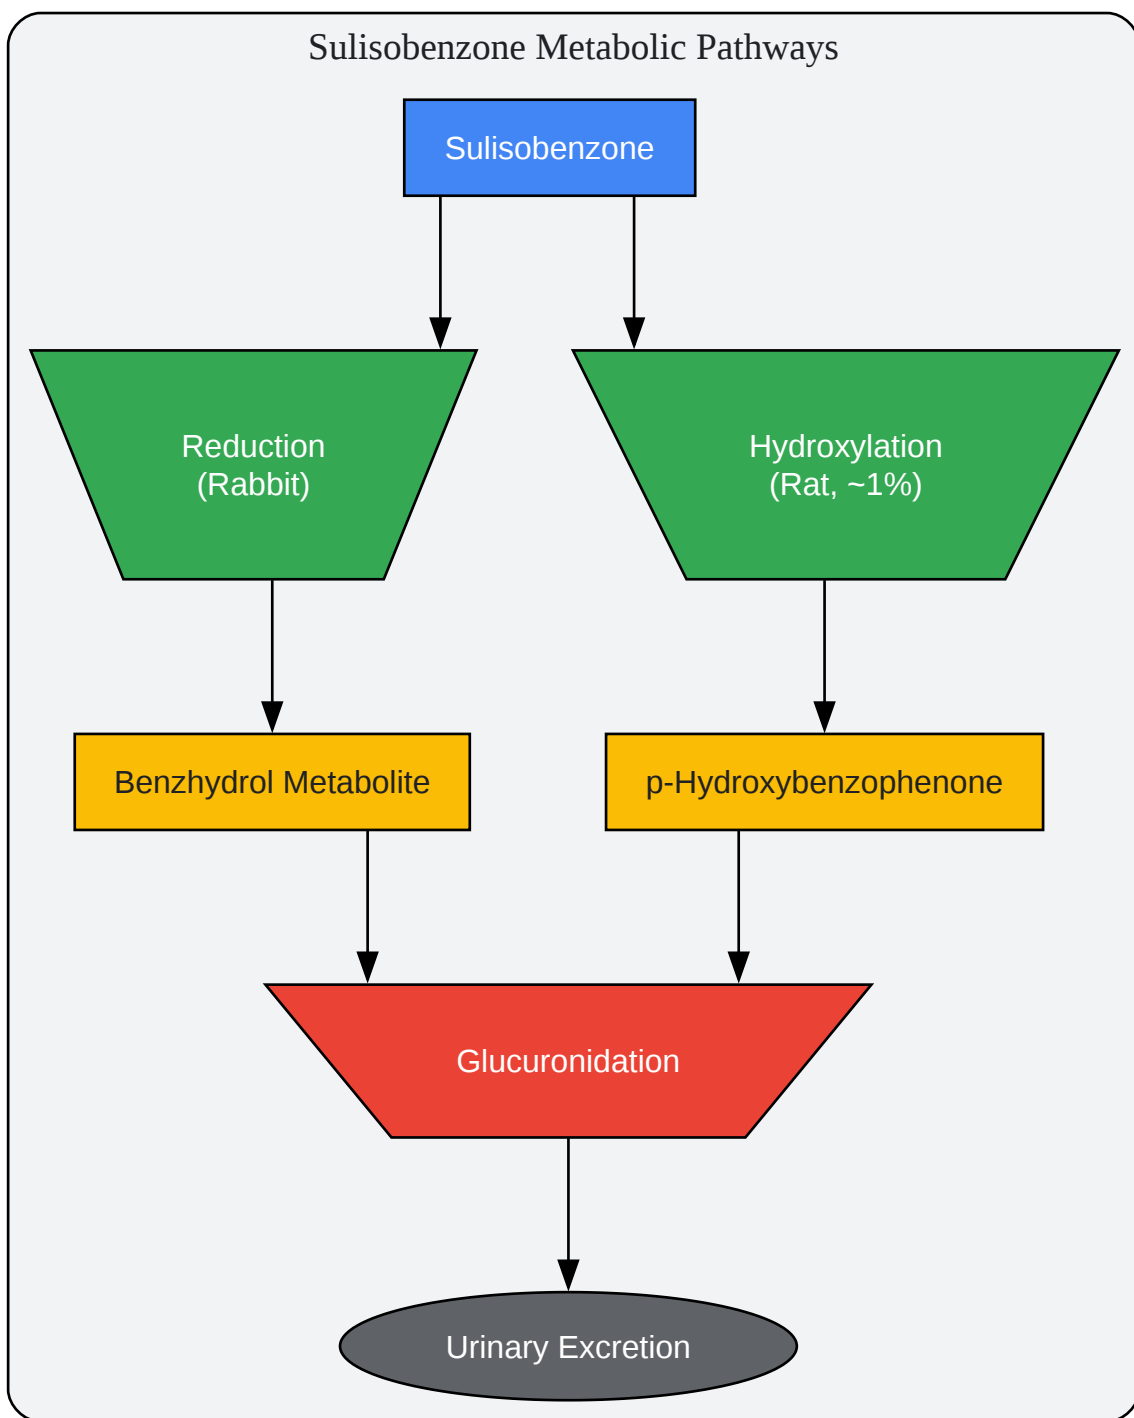 Sulisobenzone Metabolic Pathways
Sulisobenzone
Reduction
(Rabbit)
Hydroxylation
(Rat, ~1%)
Benzhydrol Metabolite
p-Hydroxybenzophenone
Glucuronidation
Urinary Excretion